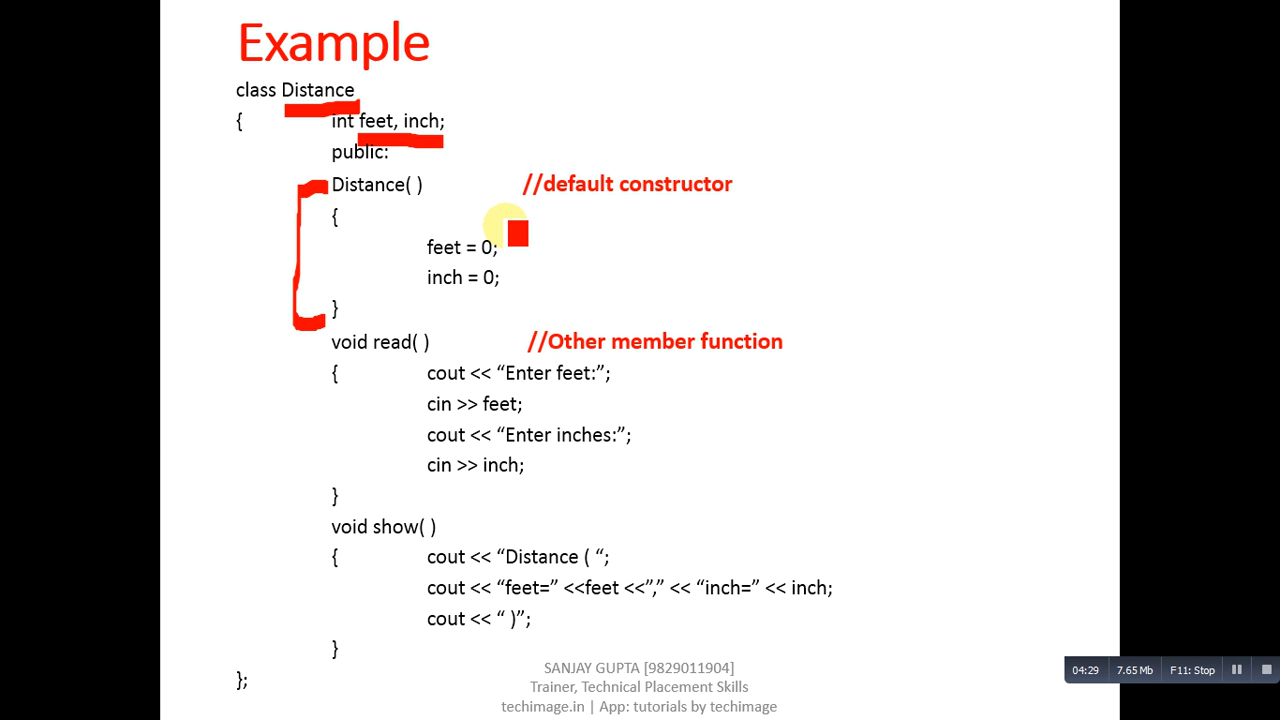 Example
class Distance
{ int feet, inch;
public:
Distance( ) //default constructor
{
feet = 0;
inch = 0;
}
void read( ) //Other member function
{ cout << “Enter feet:”;
cin >> feet;
cout << “Enter inches:”;
cin >> inch;
}
void show( )
{ cout << “Distance ( “;
cout << “feet=” <<feet <<”,” << “inch=” << inch;
cout << “ )”;
}
};
SANJAY GUPTA [9829011904]
Trainer, Technical Placement Skills
techimage.in | App: tutorials by techimage
04:29 7.65 Mb F11: Stop